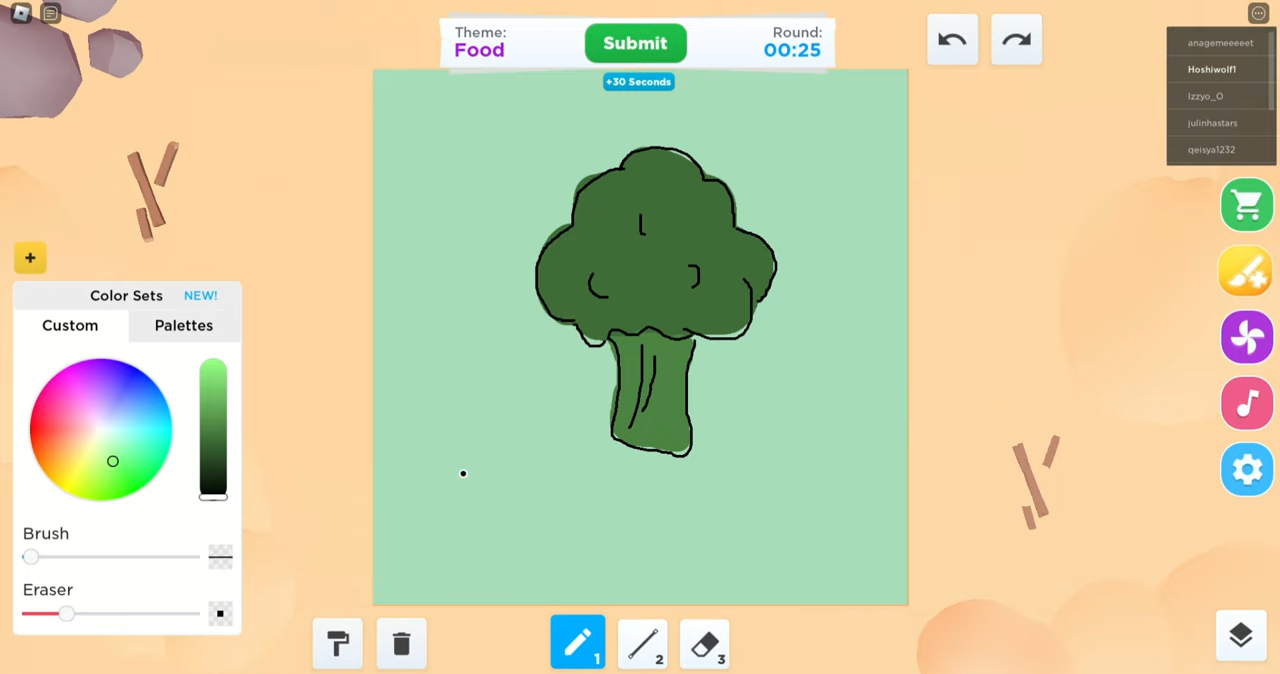 Theme:
Food
Submit
Round:
00:25
+30 Seconds
anagemeeeeet
Hoshiwolf1
Izzyo_O
julinhastars
qeisya1232
+
Color Sets NEW!
Custom Palettes
Brush
Eraser
1
2
3